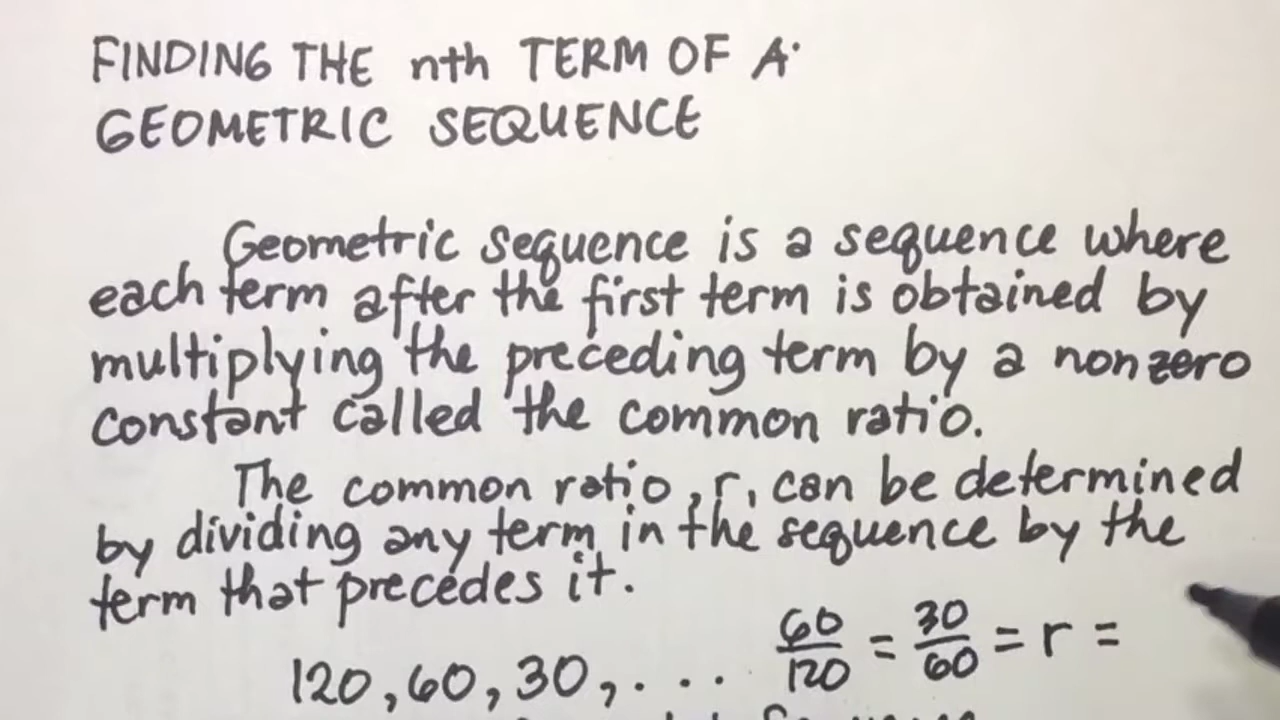 FINDING THE nth TERM OF A
GEOMETRIC SEQUENCE
Geometric sequence is a sequence where
each term after the first term is obtained by
multiplying the preceding term by a nonzero
constant called the common ratio.
The common ratio, r, can be determined
by dividing any term in the sequence by the
term that precedes it.
120, 60, 30, . . . 60/120 = 30/60 = r =